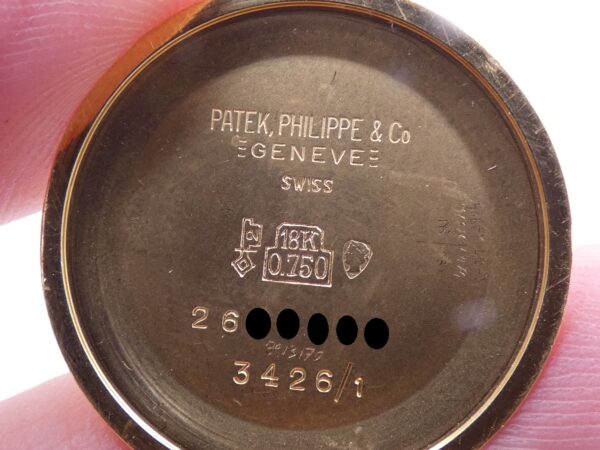 PATEK, PHILIPPE & Co
GENEVE
SWISS
18K
0.750
26
3426/1